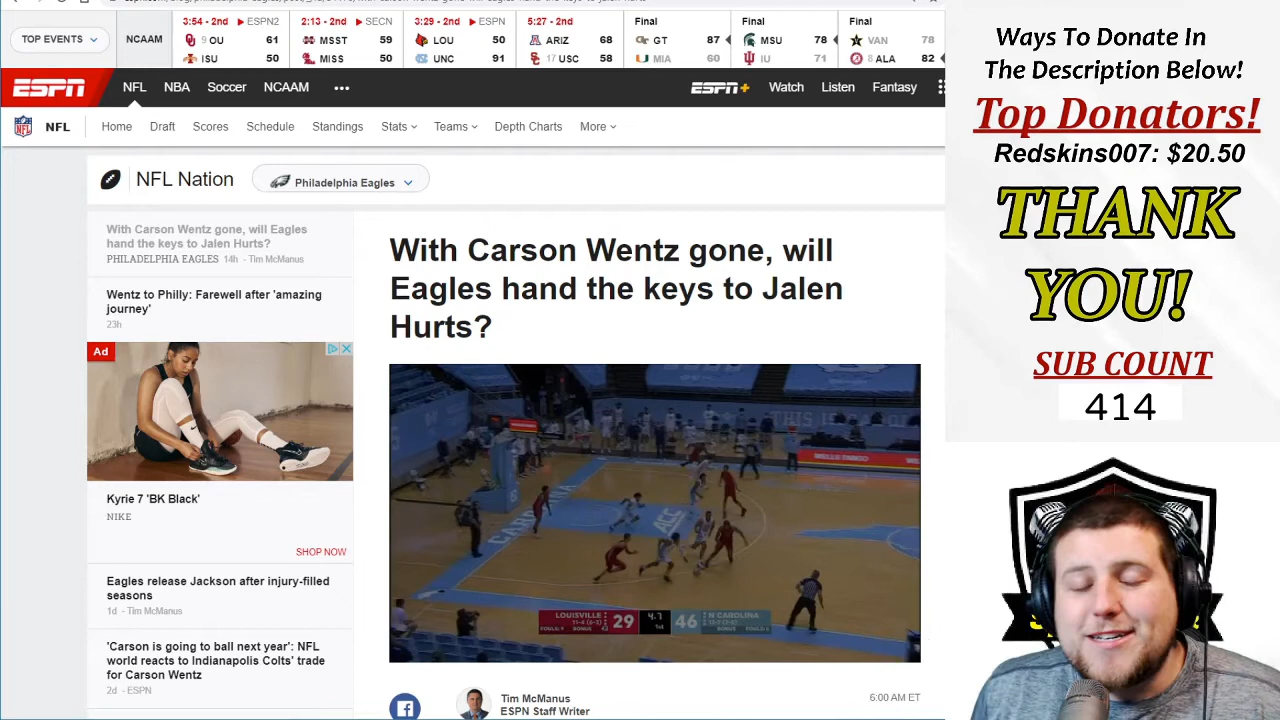 TOP EVENTS
NCAAM
3:54 - 2nd ESPN2
9 OU 61
ISU 50
2:13 - 2nd SECN
MSST 59
MISS 50
3:29 - 2nd ESPN
LOU 50
UNC 91
5:27 - 2nd
ARIZ 68
17 USC 58
Final
GT 87
MIA 60
Final
MSU 78
IU 71
Final
VAN 78
8 ALA 82
ESPN NFL NBA Soccer NCAAM ••• ESPN+ Watch Listen Fantasy
NFL Home Draft Scores Schedule Standings Stats Teams Depth Charts More
NFL Nation Philadelphia Eagles
With Carson Wentz gone, will Eagles
hand the keys to Jalen Hurts?
PHILADELPHIA EAGLES 14h - Tim McManus
Wentz to Philly: Farewell after 'amazing
journey'
23h
Ad
Kyrie 7 'BK Black'
NIKE
SHOP NOW
Eagles release Jackson after injury-filled
seasons
1d - Tim McManus
'Carson is going to ball next year': NFL
world reacts to Indianapolis Colts' trade
for Carson Wentz
2d - ESPN
With Carson Wentz gone, will
Eagles hand the keys to Jalen
Hurts?
CAROLINA
ACC
LOUISVILLE 29 4.7 46 N CAROLINA
Tim McManus
ESPN Staff Writer
6:00 AM ET
Ways To Donate In
The Description Below!
Top Donators!
Redskins007: $20.50
THANK
YOU!
SUB COUNT
414